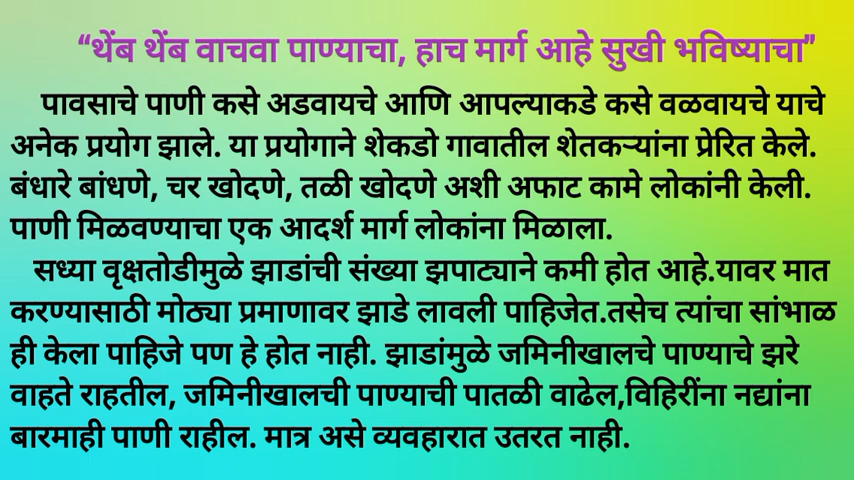 “थेंब थेंब वाचवा पाण्याचा, हाच मार्ग आहे सुखी भविष्याचा”
पावसाचे पाणी कसे अडवायचे आणि आपल्याकडे कसे वळवायचे याचे
अनेक प्रयोग झाले. या प्रयोगाने शेकडो गावातील शेतकऱ्यांना प्रेरित केले.
बंधारे बांधणे, चर खोदणे, तळी खोदणे अशी अफाट कामे लोकांनी केली.
पाणी मिळवण्याचा एक आदर्श मार्ग लोकांना मिळाला.
सध्या वृक्षतोडीमुळे झाडांची संख्या झपाट्याने कमी होत आहे.यावर मात
करण्यासाठी मोठ्या प्रमाणावर झाडे लावली पाहिजेत.तसेच त्यांचा सांभाळ
ही केला पाहिजे पण हे होत नाही. झाडांमुळे जमिनीखालचे पाण्याचे झरे
वाहते राहतील, जमिनीखालची पाण्याची पातळी वाढेल,विहिरींना नद्यांना
बारमाही पाणी राहील. मात्र असे व्यवहारात उतरत नाही.